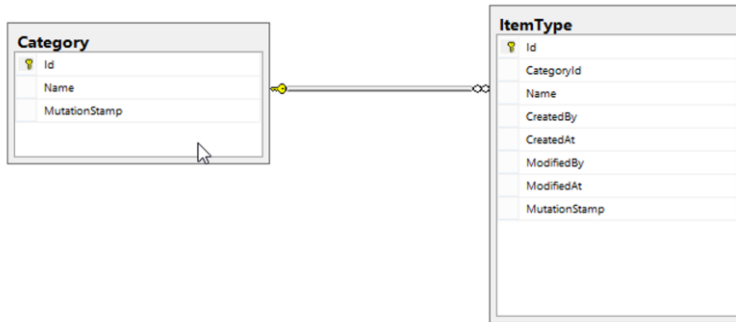 Category
Id
Name
MutationStamp
ItemType
Id
CategoryId
Name
CreatedBy
CreatedAt
ModifiedBy
ModifiedAt
MutationStamp